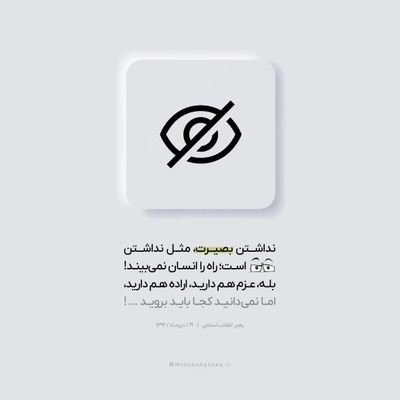 نداشتن بصیرت، مثل نداشتن
است؛ راه را انسان نمی‌بیند!
بله، عزم هم دارید، اراده هم دارید،
اما نمی‌دانید کجا باید بروید ... !
رهبر انقلاب اسلامی | ۱۹ / دی‌ماه / ۱۳۹۲
@MohsenAghaee.ir